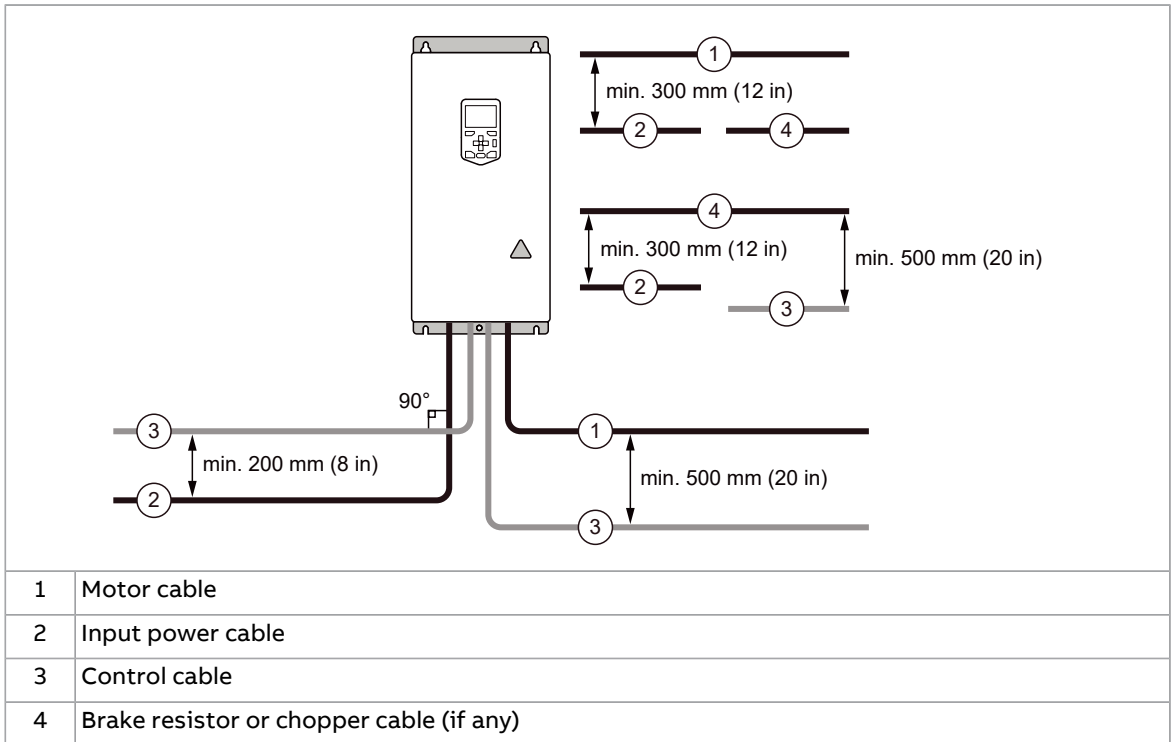 1
min. 300 mm (12 in)
2
4
4
min. 300 mm (12 in)
min. 500 mm (20 in)
2
3
90°
3
1
min. 200 mm (8 in)
min. 500 mm (20 in)
2
3
1 Motor cable
2 Input power cable
3 Control cable
4 Brake resistor or chopper cable (if any)